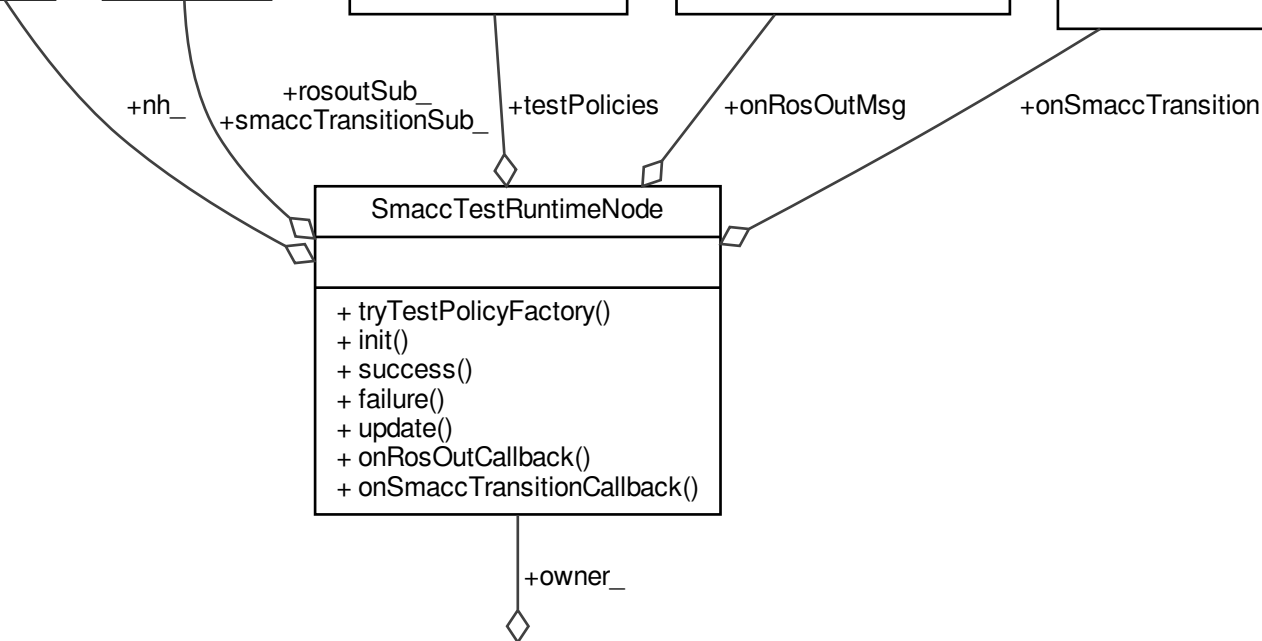 +nh_
+rosoutSub_
+smaccTransitionSub_
+testPolicies
+onRosOutMsg
+onSmaccTransition
SmaccTestRuntimeNode
+ tryTestPolicyFactory()
+ init()
+ success()
+ failure()
+ update()
+ onRosOutCallback()
+ onSmaccTransitionCallback()
+owner_